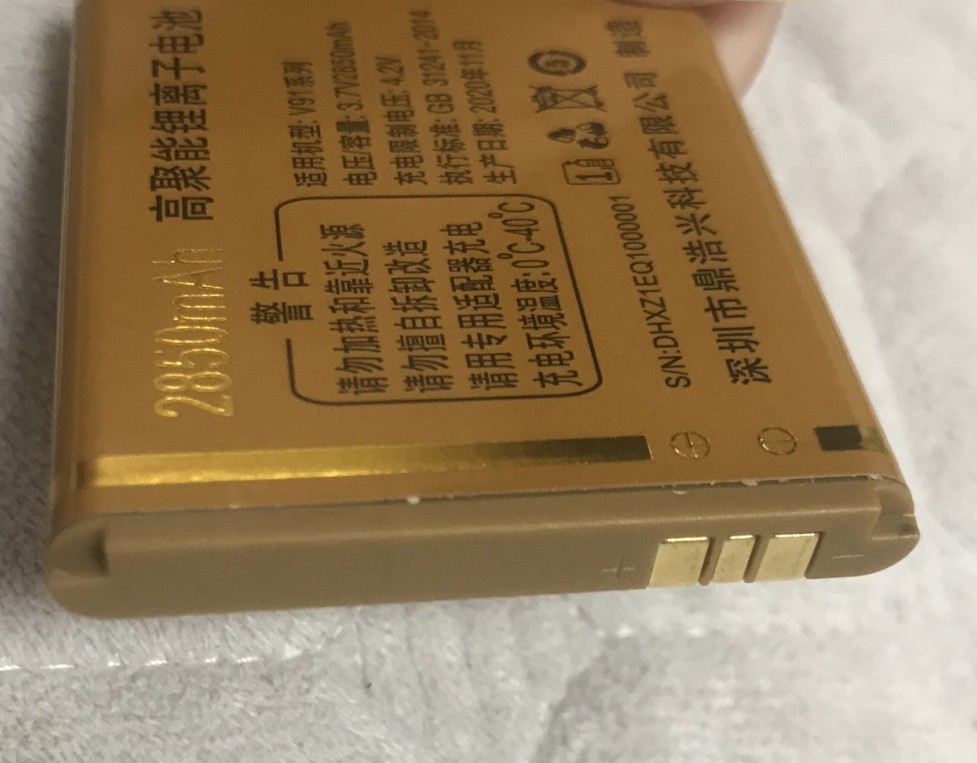 2850mAh 高聚能锂离子电池
警告
请勿加热和靠近火源
请勿擅自拆卸改造
请用专用适配器充电
充电环境温度:0°C-40°C
适用机型: V97系列
电压/容量: 3.7V/2850mAh
充电限制电压: 4.2V
执行标准: GB 31241-2014
生产日期: 2020年11月
S/N:DHXZ1EQ1000001
深圳市鼎浩兴科技有限公司 制造
+ -